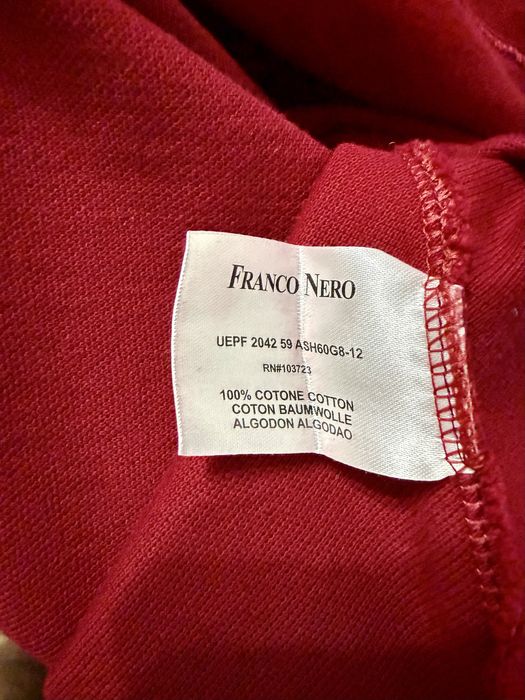 FRANCO NERO
UEPF 2042 59 ASH60G8-12
RN#103723
100% COTONE COTTON
COTON BAUMWOLLE
ALGODON ALGODAO